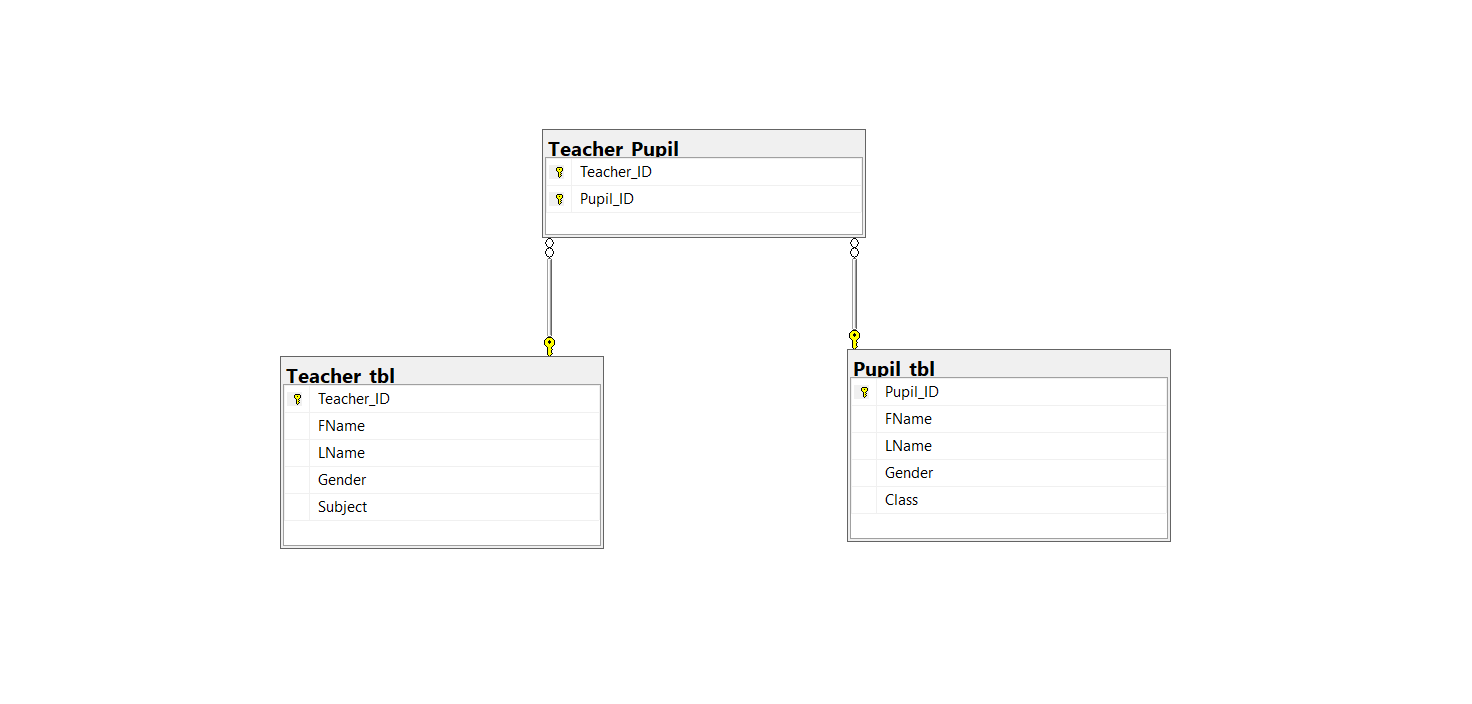 Teacher_Pupil
Teacher_ID
Pupil_ID
Teacher_tbl
Teacher_ID
FName
LName
Gender
Subject
Pupil_tbl
Pupil_ID
FName
LName
Gender
Class